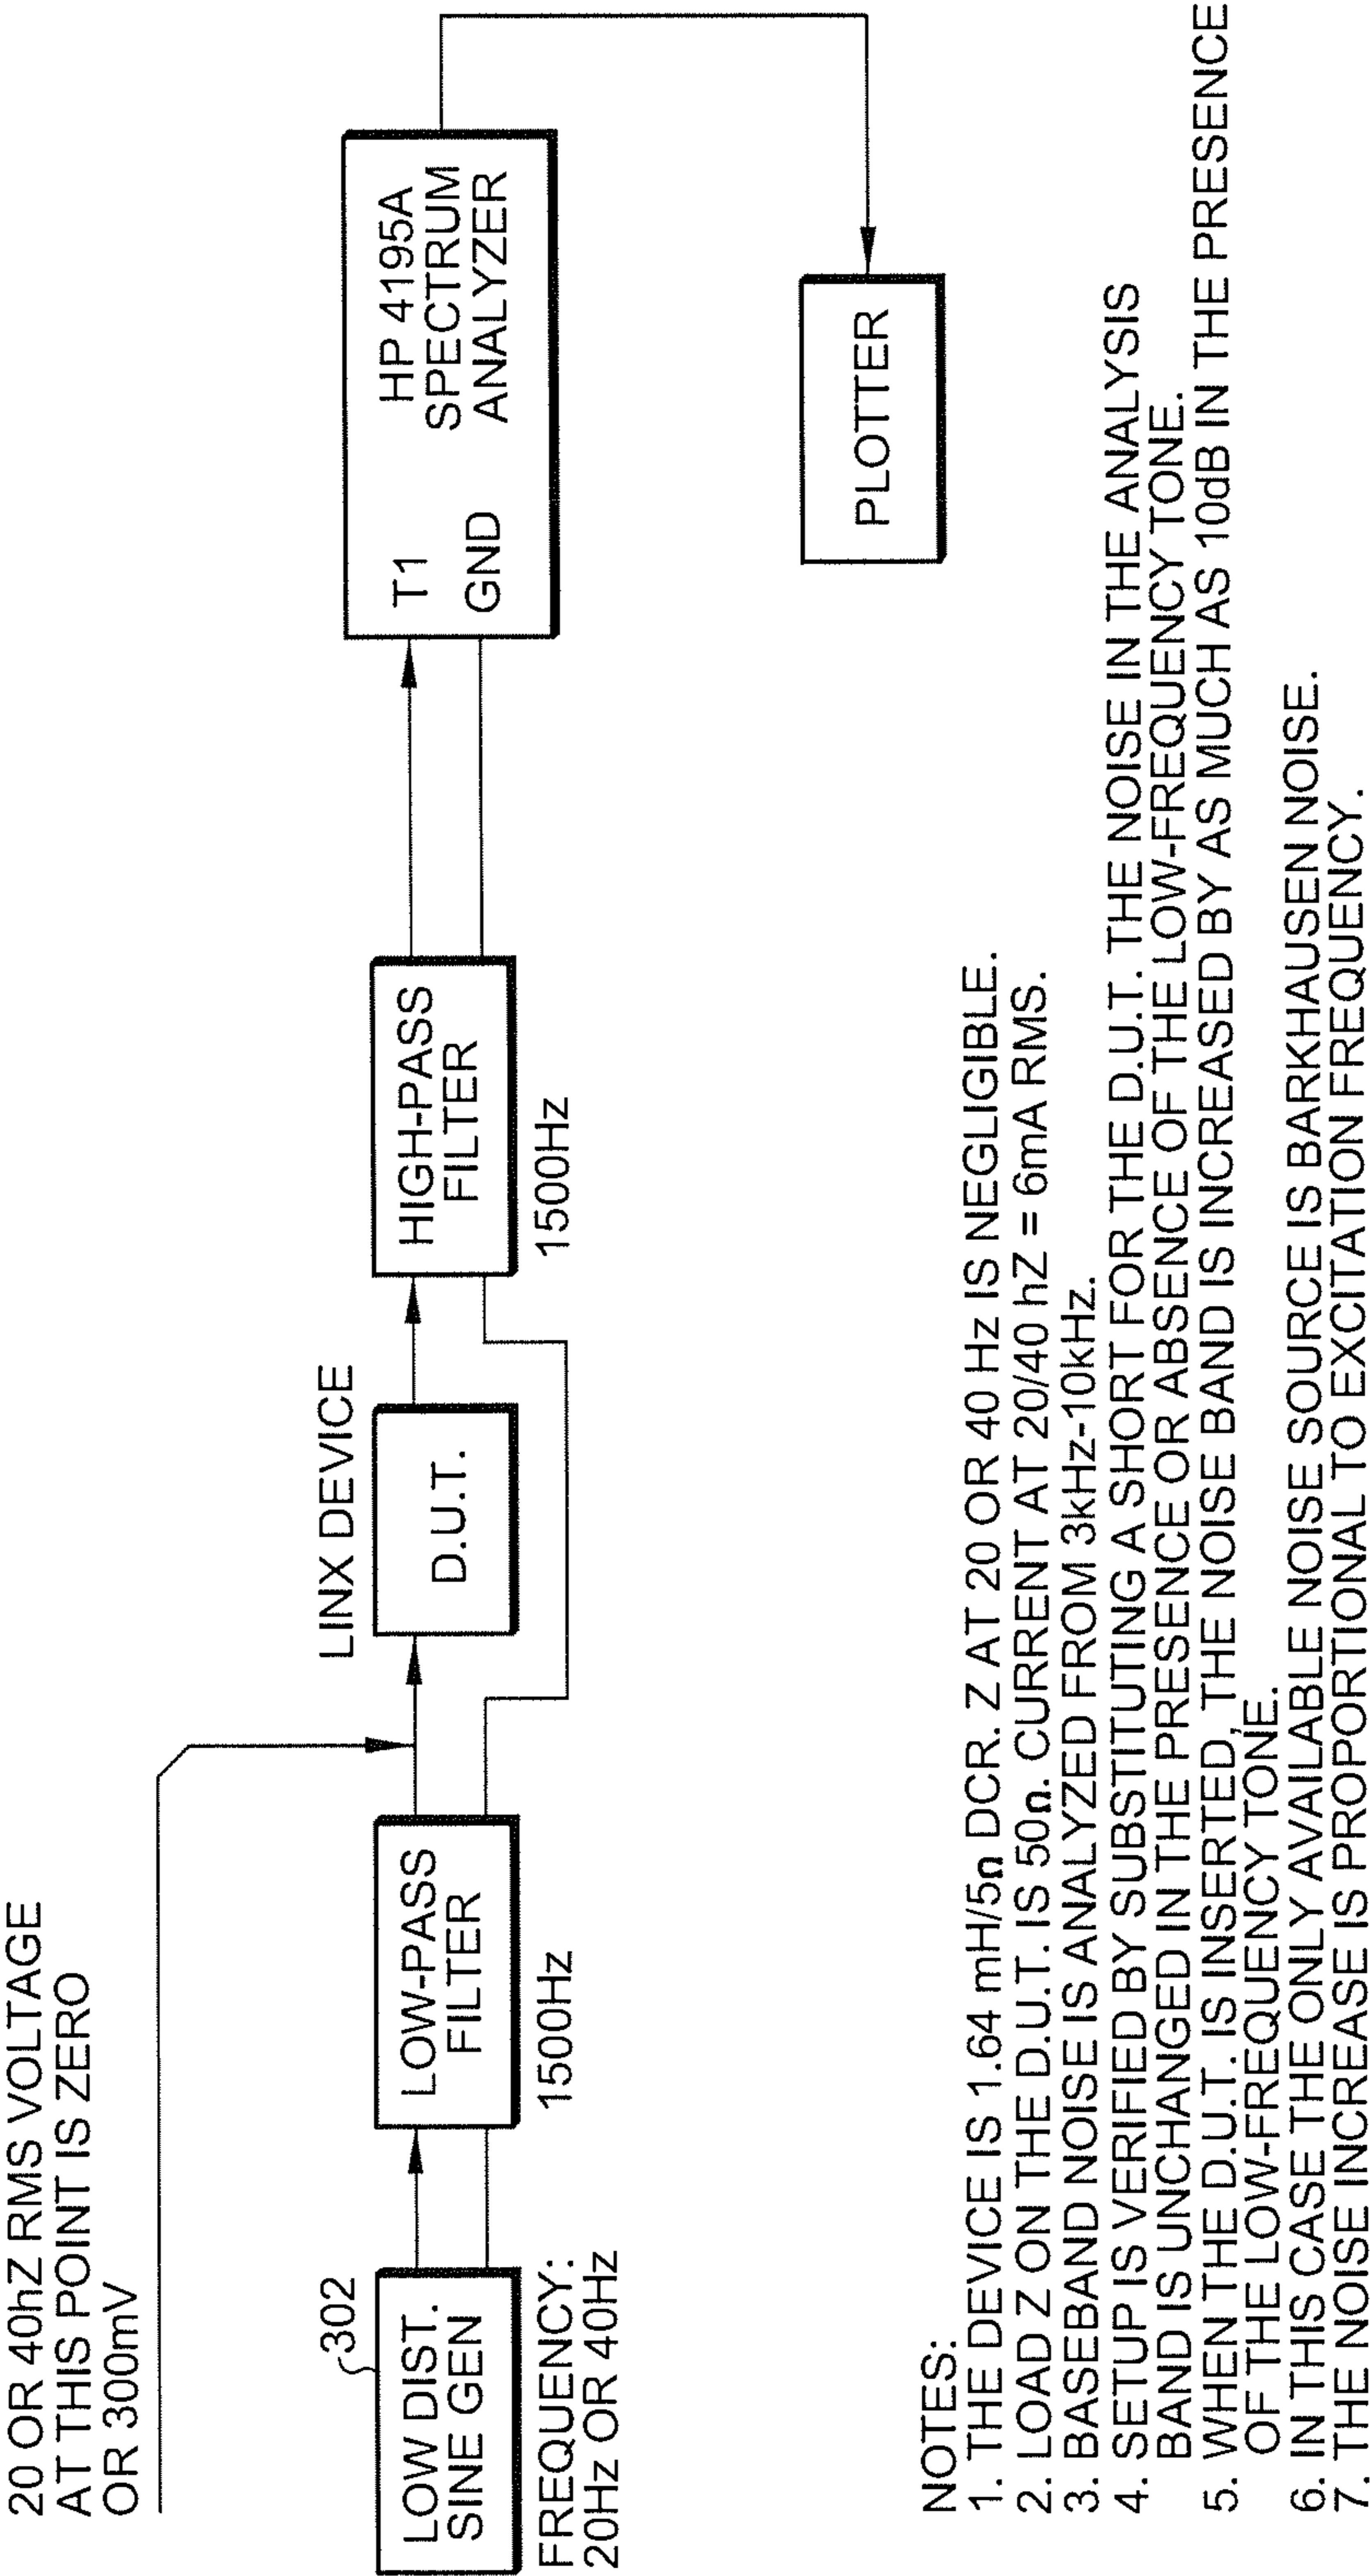 20 OR 40hZ RMS VOLTAGE
AT THIS POINT IS ZERO
OR 300mV
302
LOW DIST.
SINE GEN
FREQUENCY:
20Hz OR 40Hz
LOW-PASS
FILTER
1500Hz
LINX DEVICE
D.U.T.
HIGH-PASS
FILTER
1500Hz
T1
GND
HP 4195A
SPECTRUM
ANALYZER
PLOTTER
NOTES:
1. THE DEVICE IS 1.64 mH/5Ω DCR. Z AT 20 OR 40 Hz IS NEGLIGIBLE.
2. LOAD Z ON THE D.U.T. IS 50Ω. CURRENT AT 20/40 hZ = 6mA RMS.
3. BASEBAND NOISE IS ANALYZED FROM 3kHz-10kHz.
4. SETUP IS VERIFIED BY SUBSTITUTING A SHORT FOR THE D.U.T. THE NOISE IN THE ANALYSIS
BAND IS UNCHANGED IN THE PRESENCE OR ABSENCE OF THE LOW-FREQUENCY TONE.
5. WHEN THE D.U.T. IS INSERTED, THE NOISE BAND IS INCREASED BY AS MUCH AS 10dB IN THE PRESENCE
OF THE LOW-FREQUENCY TONE.
6. IN THIS CASE THE ONLY AVAILABLE NOISE SOURCE IS BARKHAUSEN NOISE.
7. THE NOISE INCREASE IS PROPORTIONAL TO EXCITATION FREQUENCY.